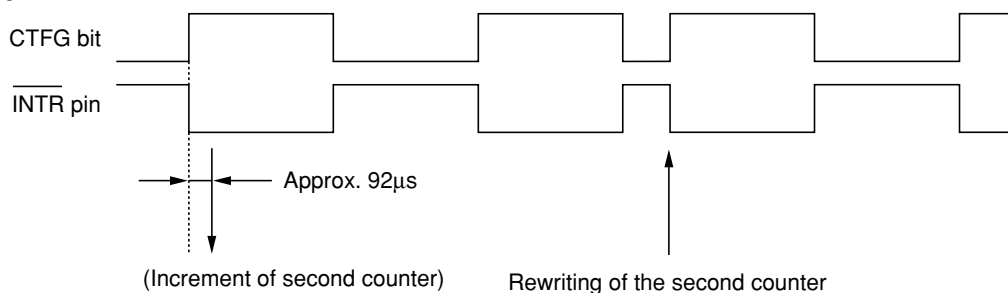 CTFG bit
INTR pin
Approx. 92μs
(Increment of second counter)
Rewriting of the second counter